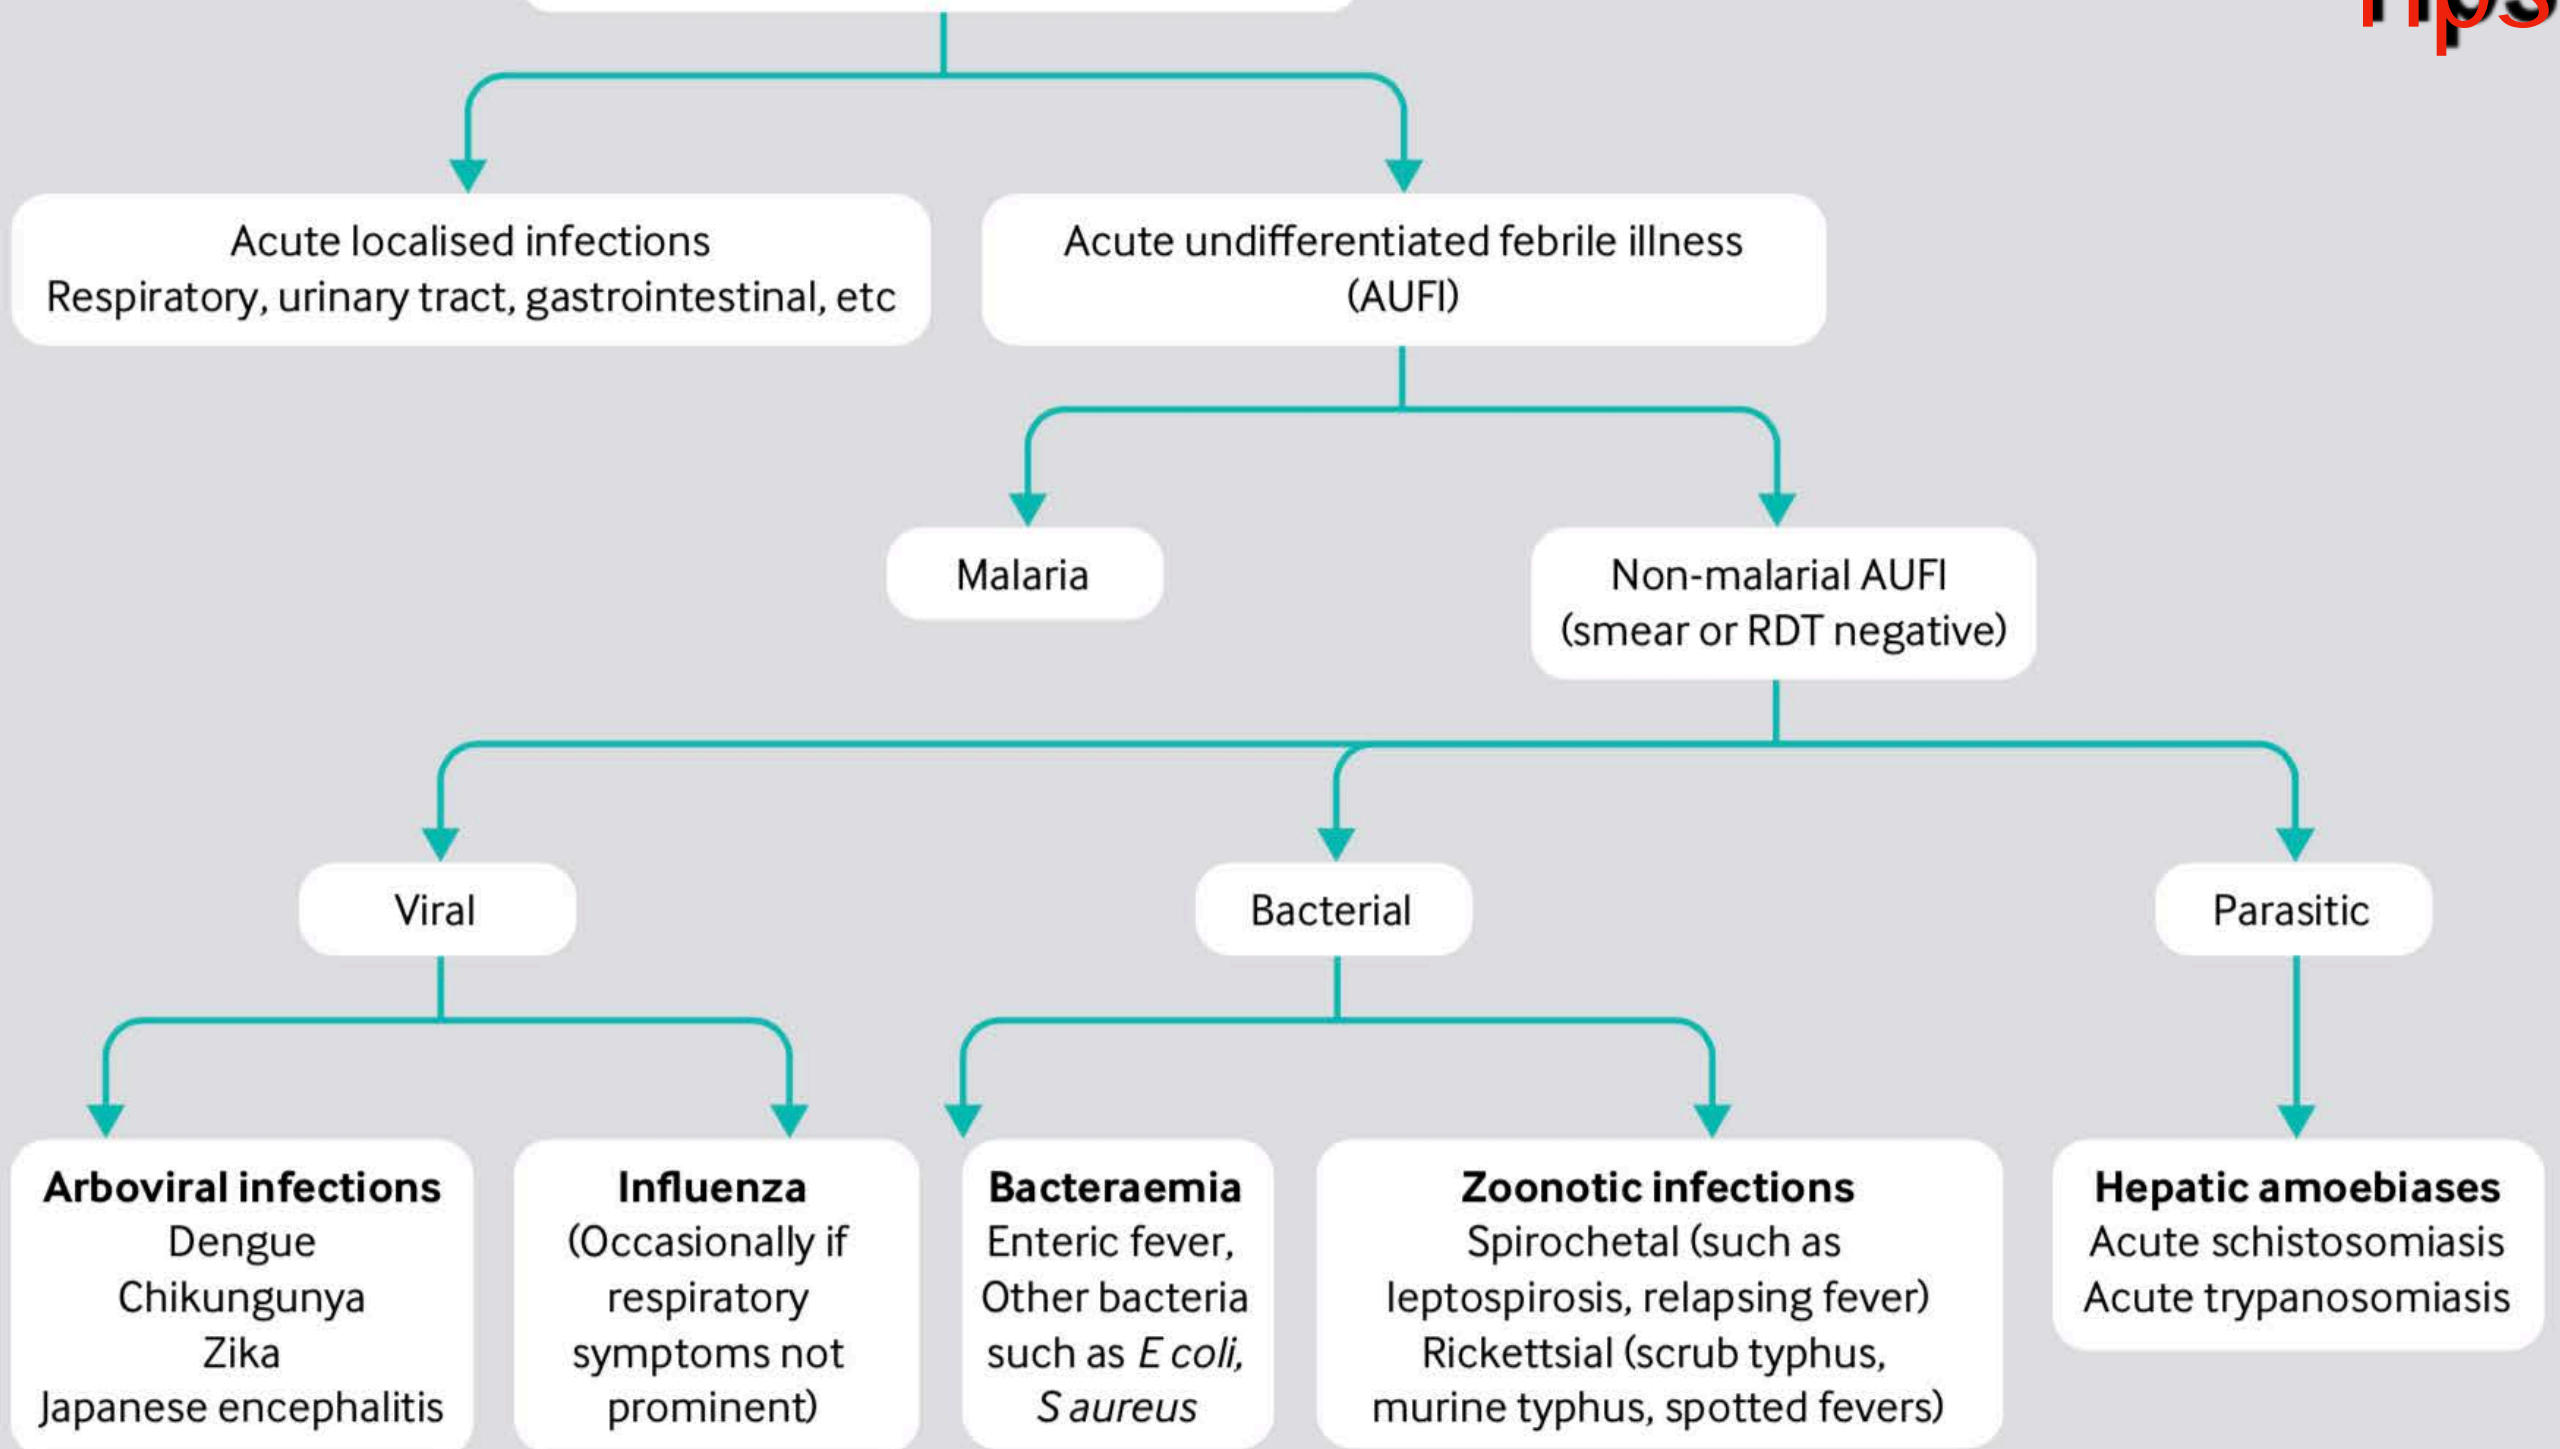 Acute localised infections
Respiratory, urinary tract, gastrointestinal, etc
Acute undifferentiated febrile illness
(AUFI)
Malaria
Non-malarial AUFI
(smear or RDT negative)
Viral
Bacterial
Parasitic
Arboviral infections
Dengue
Chikungunya
Zika
Japanese encephalitis
Influenza
(Occasionally if
respiratory
symptoms not
prominent)
Bacteraemia
Enteric fever,
Other bacteria
such as E coli,
S aureus
Zoonotic infections
Spirochetal (such as
leptospirosis, relapsing fever)
Rickettsial (scrub typhus,
murine typhus, spotted fevers)
Hepatic amoebiases
Acute schistosomiasis
Acute trypanosomiasis